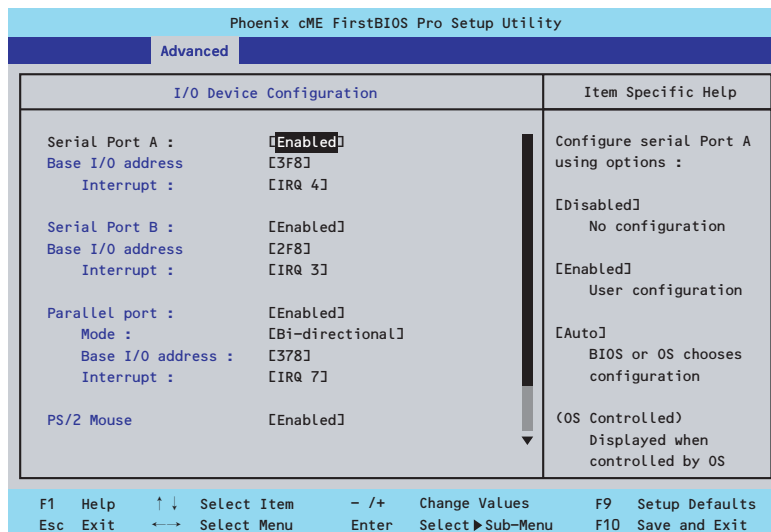 Phoenix cME FirstBIOS Pro Setup Utility
Advanced
I/O Device Configuration
Serial Port A : [Enabled]
Base I/O address [3F8]
Interrupt : [IRQ 4]
Serial Port B : [Enabled]
Base I/O address [2F8]
Interrupt : [IRQ 3]
Parallel port : [Enabled]
Mode : [Bi-directional]
Base I/O address : [378]
Interrupt : [IRQ 7]
PS/2 Mouse [Enabled]
Item Specific Help
Configure serial Port A
using options :
[Disabled]
No configuration
[Enabled]
User configuration
[Auto]
BIOS or OS chooses
configuration
(OS Controlled)
Displayed when
controlled by OS
F1 Help ↑↓ Select Item - /+ Change Values F9 Setup Defaults
Esc Exit ←→ Select Menu Enter Select▶Sub-Menu F10 Save and Exit